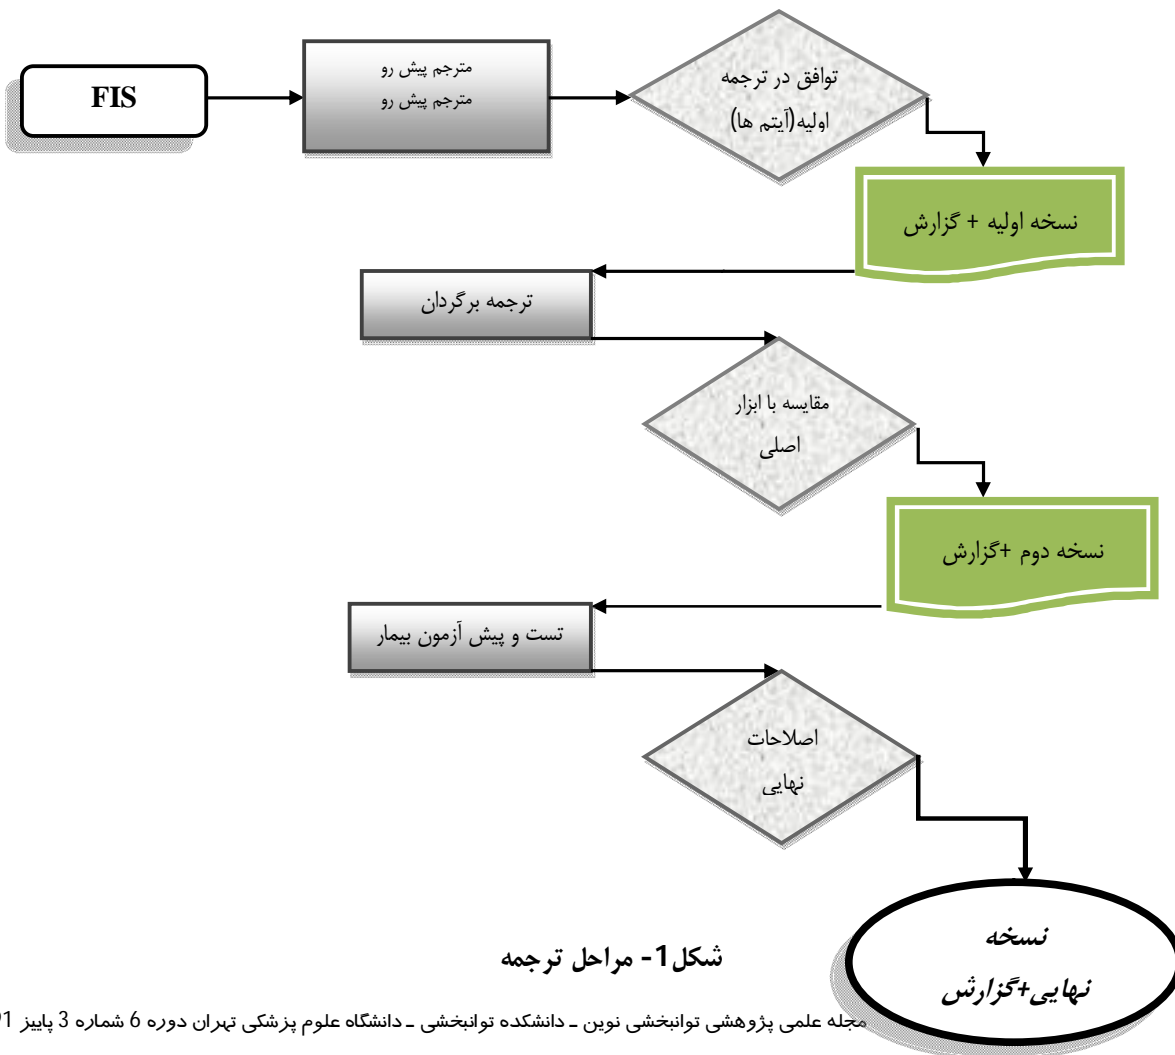 FIS
مترجم پیش رو
مترجم پیش رو
توافق در ترجمه
اولیه(آیتم ها)
نسخه اولیه + گزارش
ترجمه برگردان
مقایسه با ابزار
اصلی
نسخه دوم +گزارش
تست و پیش آزمون بیمار
اصلاحات
نهایی
نسخه
نهایی+گزارش
شکل1- مراحل ترجمه
مجله علمی پژوهشی توانبخشی نوین ـ دانشکده توانبخشی ـ دانشگاه علوم پزشکی تهران دوره 6 شماره 3 پاییز